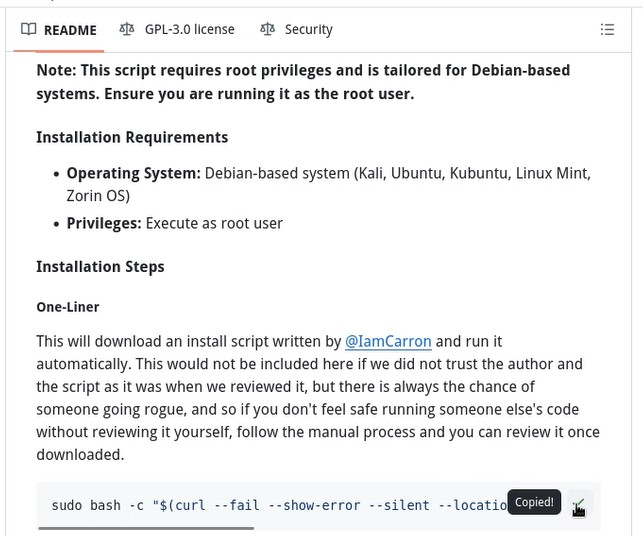 README
GPL-3.0 license
Security
Note: This script requires root privileges and is tailored for Debian-based
systems. Ensure you are running it as the root user.
Installation Requirements
• Operating System: Debian-based system (Kali, Ubuntu, Kubuntu, Linux Mint,
Zorin OS)
• Privileges: Execute as root user
Installation Steps
One-Liner
This will download an install script written by @IamCarron and run it
automatically. This would not be included here if we did not trust the author and
the script as it was when we reviewed it, but there is always the chance of
someone going rogue, and so if you don't feel safe running someone else's code
without reviewing it yourself, follow the manual process and you can review it once
downloaded.
sudo bash -c "$(curl --fail --show-error --silent --locatio
Copied!